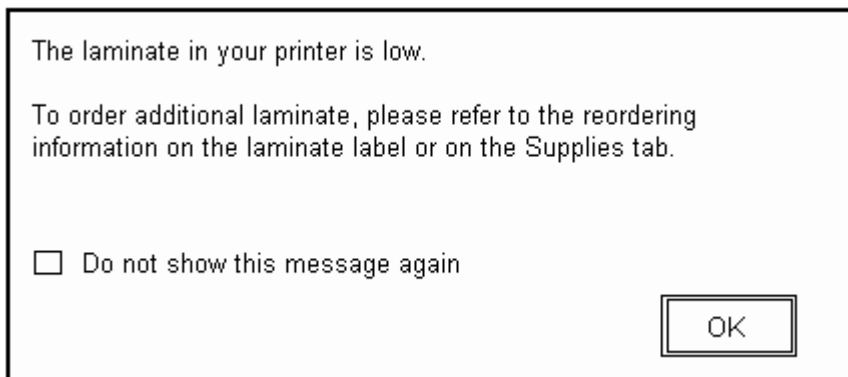 The laminate in your printer is low.
To order additional laminate, please refer to the reordering
information on the laminate label or on the Supplies tab.
Do not show this message again
OK